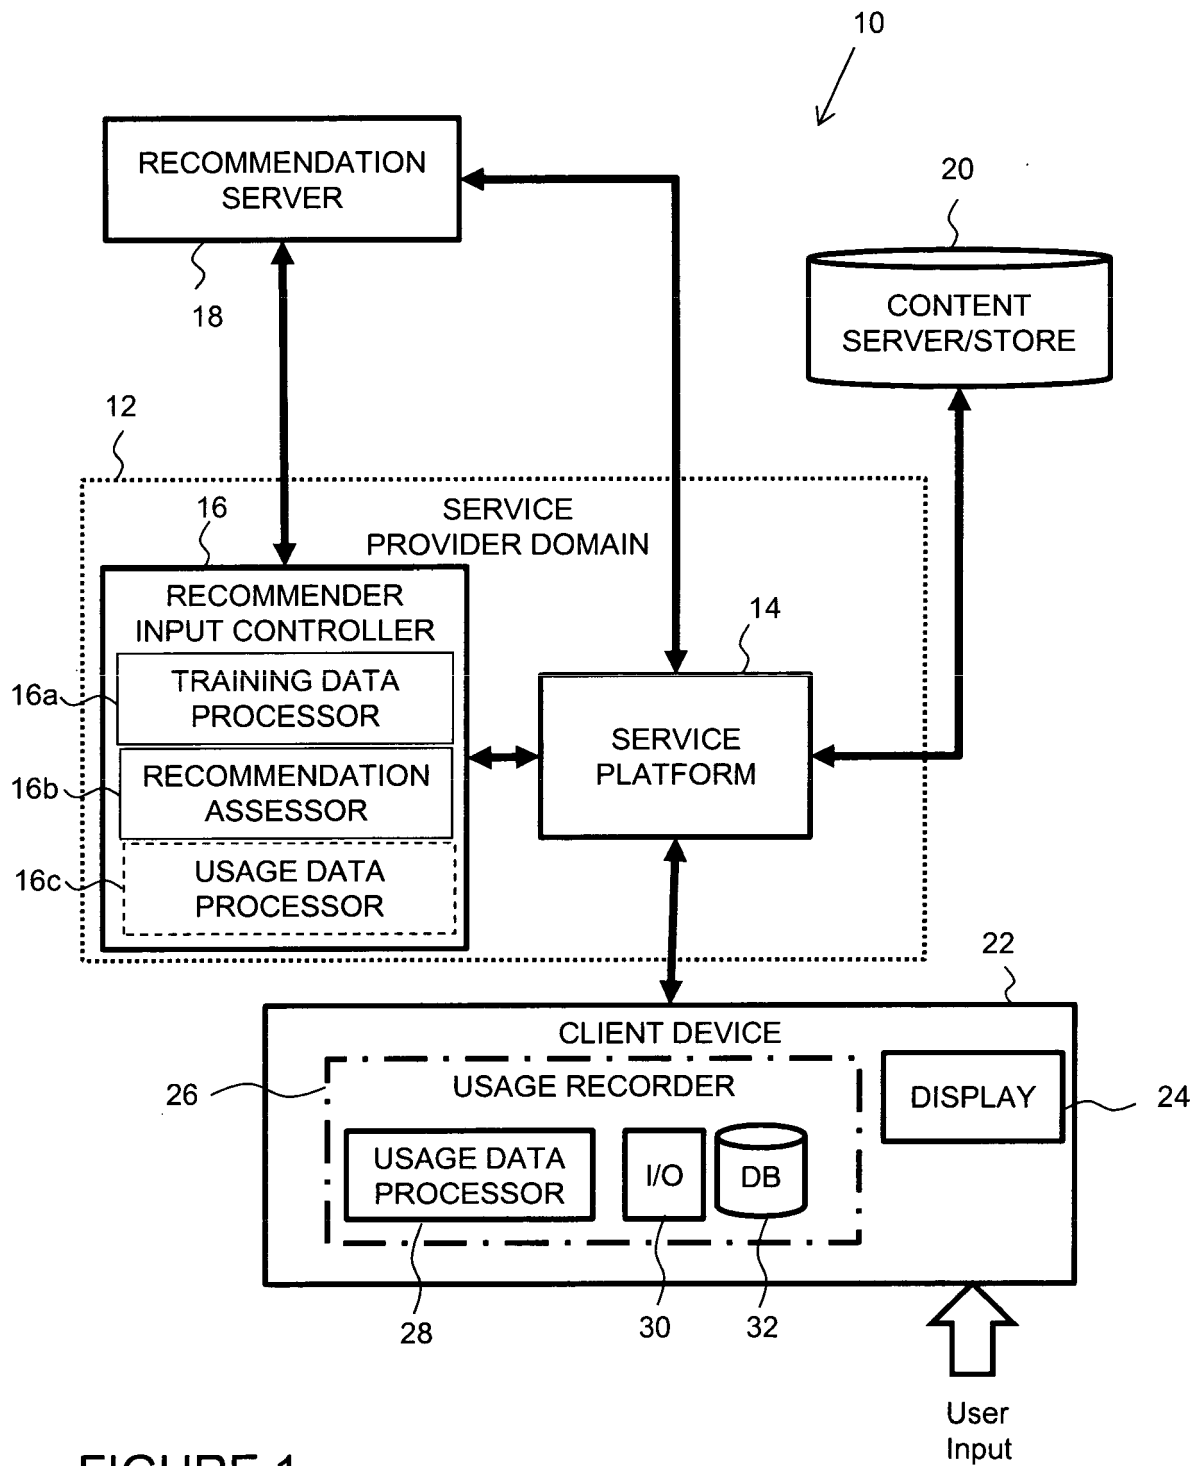 10
RECOMMENDATION
SERVER
18
20
CONTENT
SERVER/STORE
12
SERVICE
PROVIDER DOMAIN
16
RECOMMENDER
INPUT CONTROLLER
16a
TRAINING DATA
PROCESSOR
16b
RECOMMENDATION
ASSESSOR
16c
USAGE DATA
PROCESSOR
14
SERVICE
PLATFORM
22
CLIENT DEVICE
26
USAGE RECORDER
USAGE DATA
PROCESSOR
I/O
DB
DISPLAY
24
28
30
32
User
Input
FIGURE 1